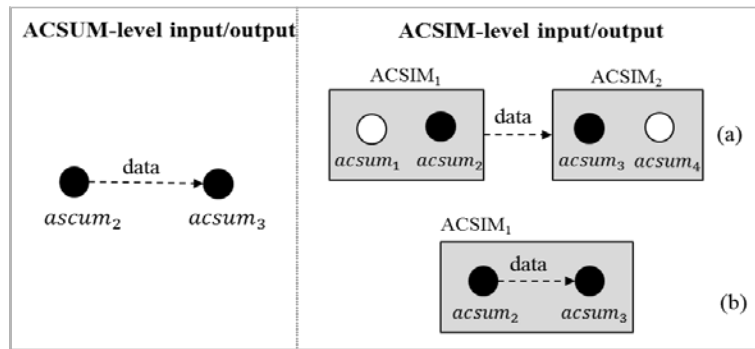 ACSUM-level input/output
data
ascum₂ acsum₃
ACSIM-level input/output
ACSIM₁ ACSIM₂
data
acsum₁ acsum₂ acsum₃ acsum₄
(a)
ACSIM₁
data
acsum₂ acsum₃
(b)